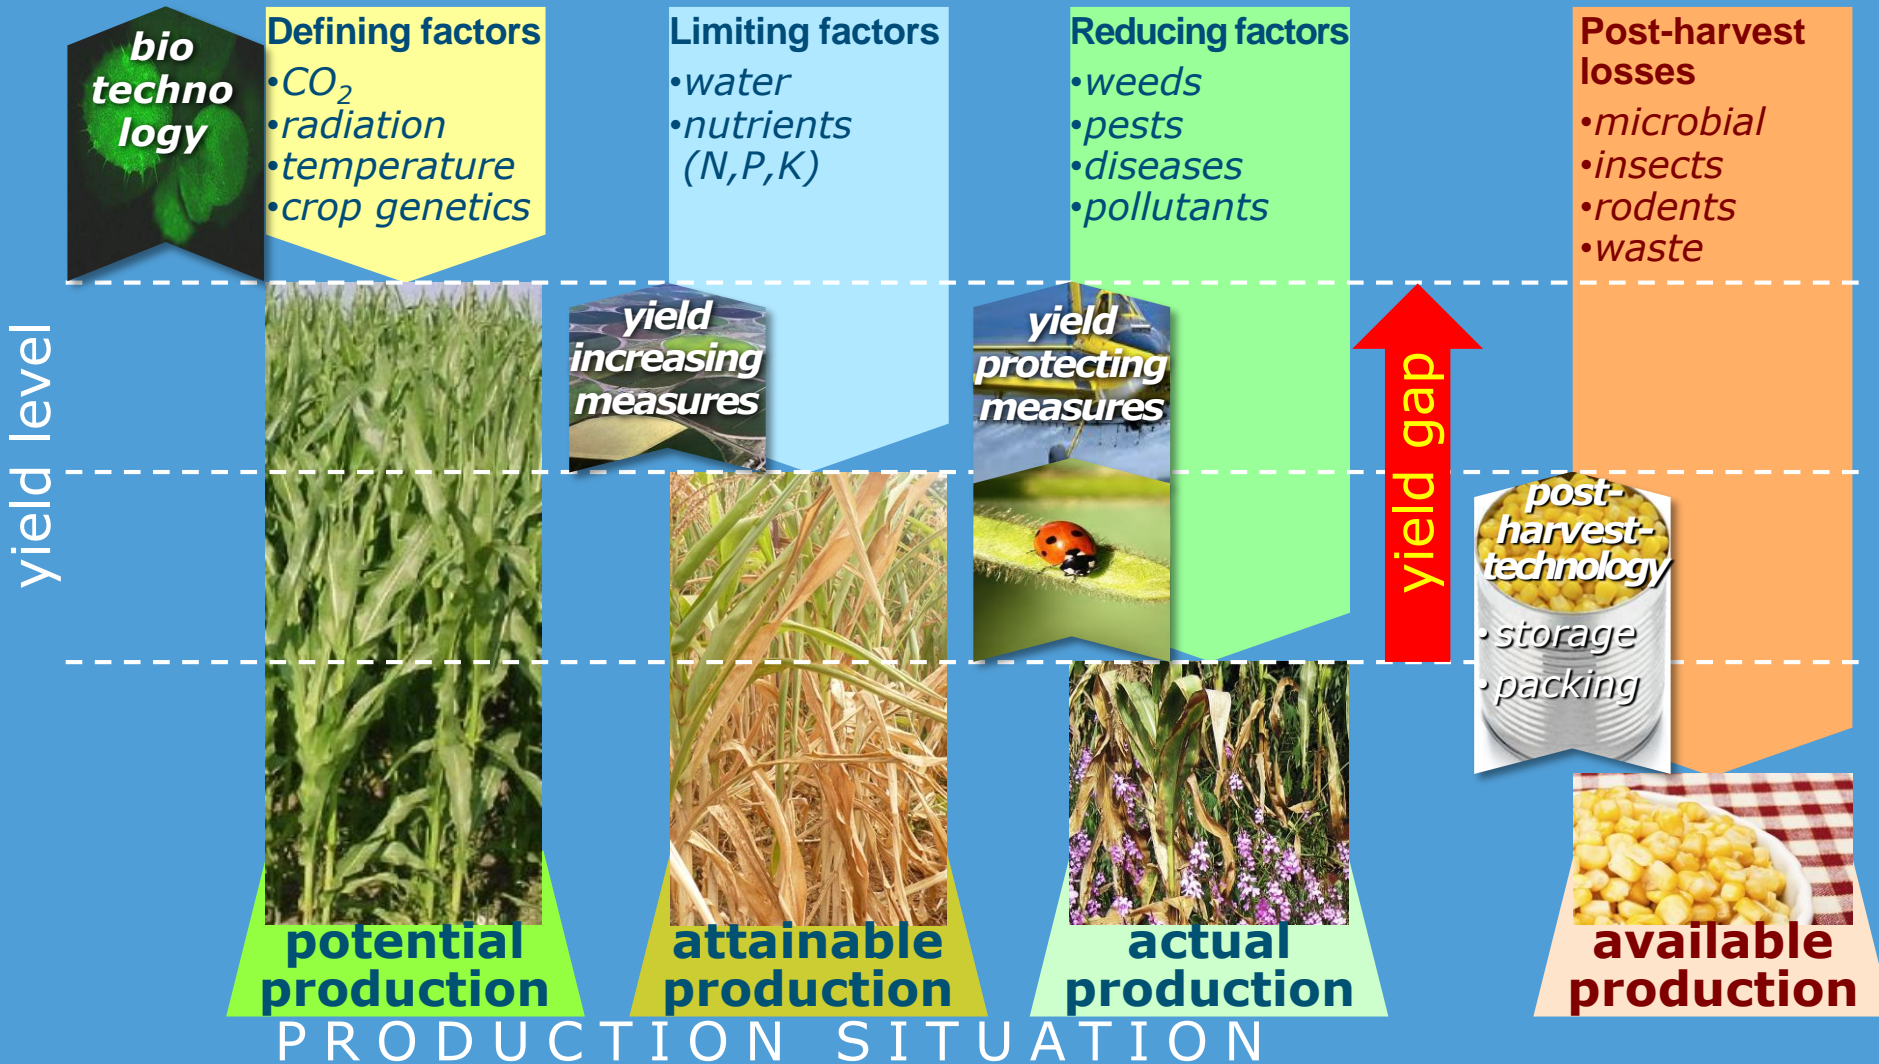 bio
techno
logy
Defining factors
•CO2
•radiation
•temperature
•crop genetics
Limiting factors
•water
•nutrients
(N,P,K)
Reducing factors
•weeds
•pests
•diseases
•pollutants
Post-harvest
losses
•microbial
•insects
•rodents
•waste
yield level
yield
increasing
measures
yield –
protecting
measures
yield gap
post-
harvest-
technology
• storage
• packing
potential
production
attainable
production
actual
production
available
production
PRODUCTION SITUATION